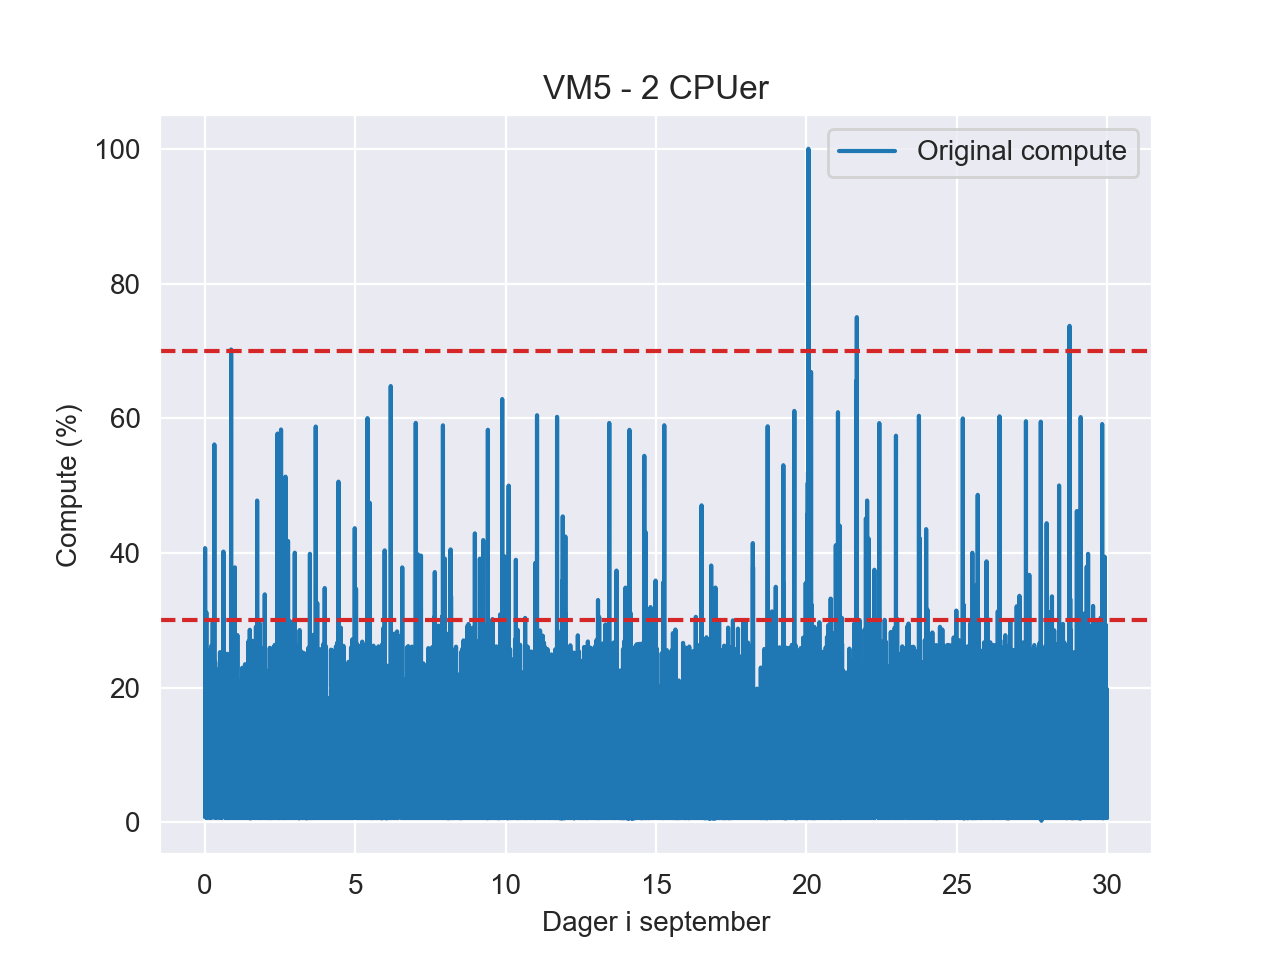 VM5 - 2 CPUer
Original compute
100
80
60
40
20
0
Compute (%)
0 5 10 15 20 25 30
Dager i september